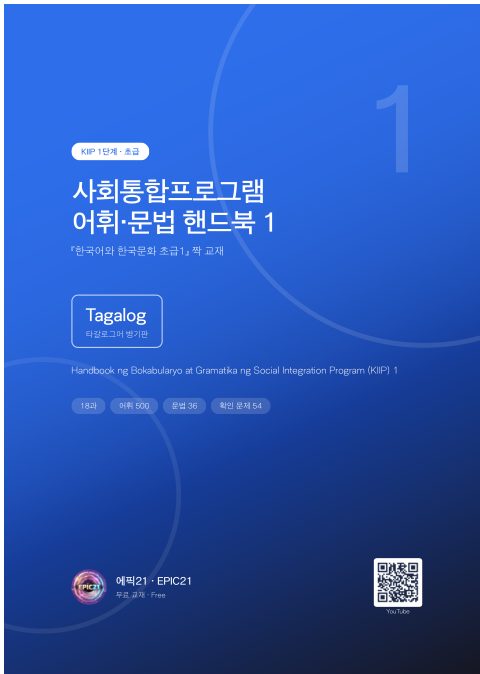 1
KIIP 1단계 · 초급
사회통합프로그램
어휘·문법 핸드북 1
『한국어와 한국문화 초급1』 짝 교재
Tagalog
타갈로그어 병기판
Handbook ng Bokabularyo at Gramatika ng Social Integration Program (KIIP) 1
18과 어휘 500 문법 36 확인 문제 54
EPIC21
에픽21 · EPIC21
무료 교재 · Free
YouTube